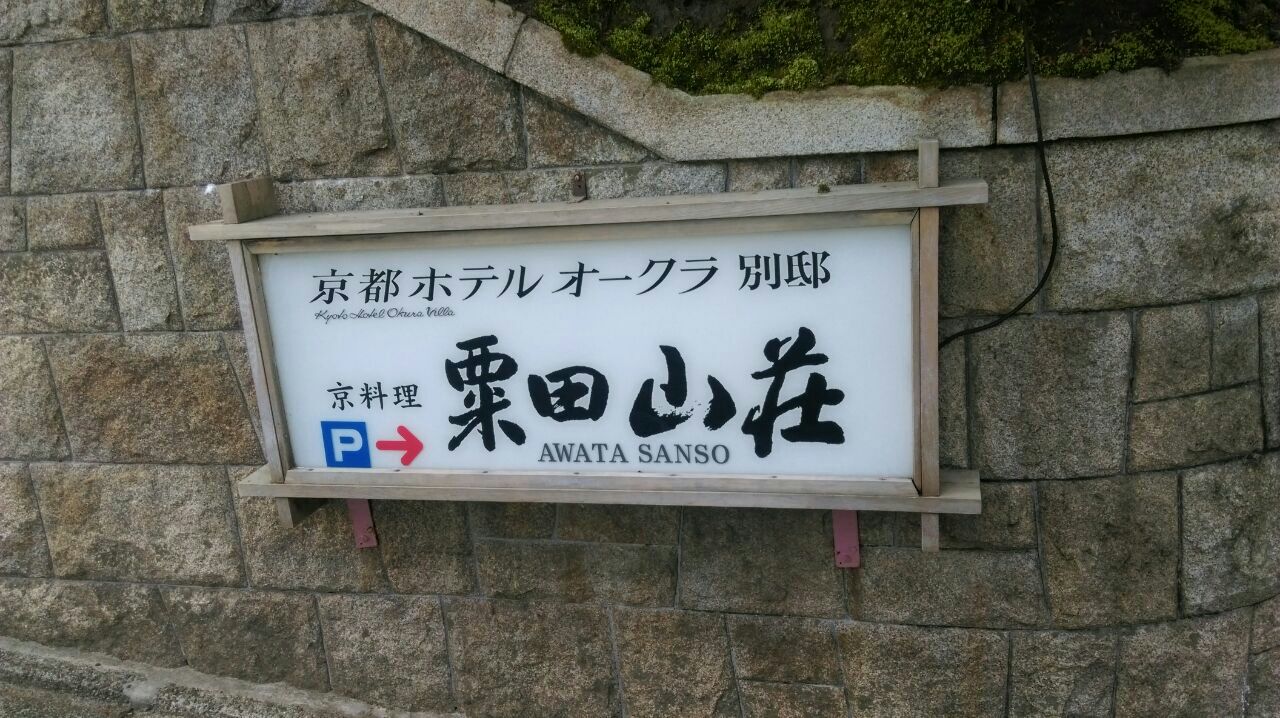 京都ホテルオークラ 別邸
Kyoto Hotel Okura Villa
京料理 粟田山荘
P → AWATA SANSO